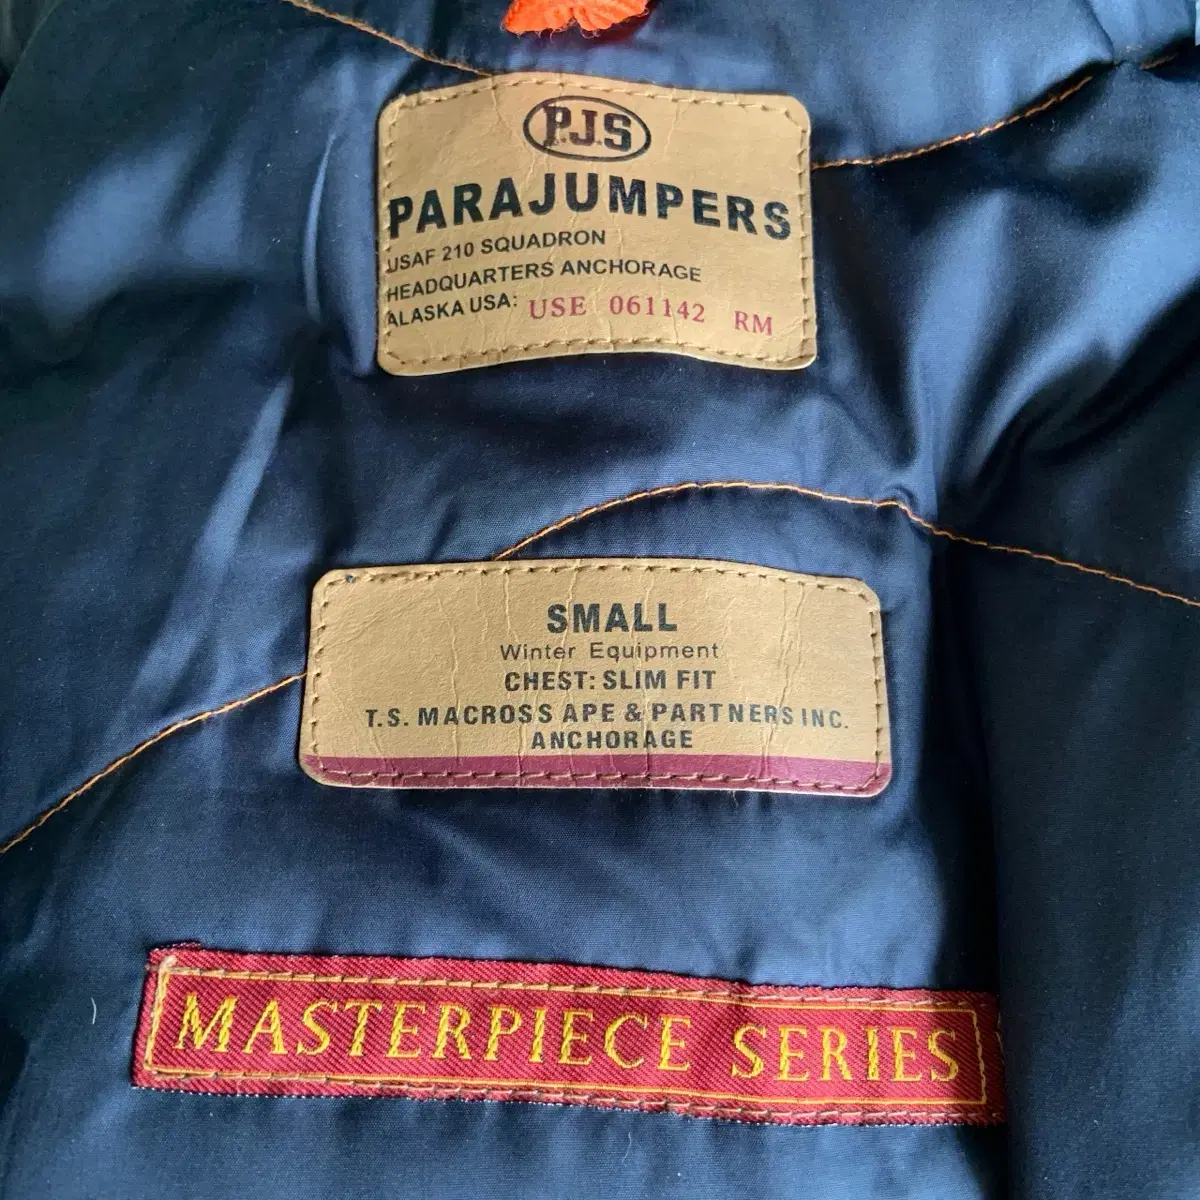 P.J.S
PARAJUMPERS
USAF 210 SQUADRON
HEADQUARTERS ANCHORAGE
ALASKA USA: USE 061142 RM
SMALL
Winter Equipment
CHEST: SLIM FIT
T.S. MACROSS APE & PARTNERS INC.
ANCHORAGE
MASTERPIECE SERIES